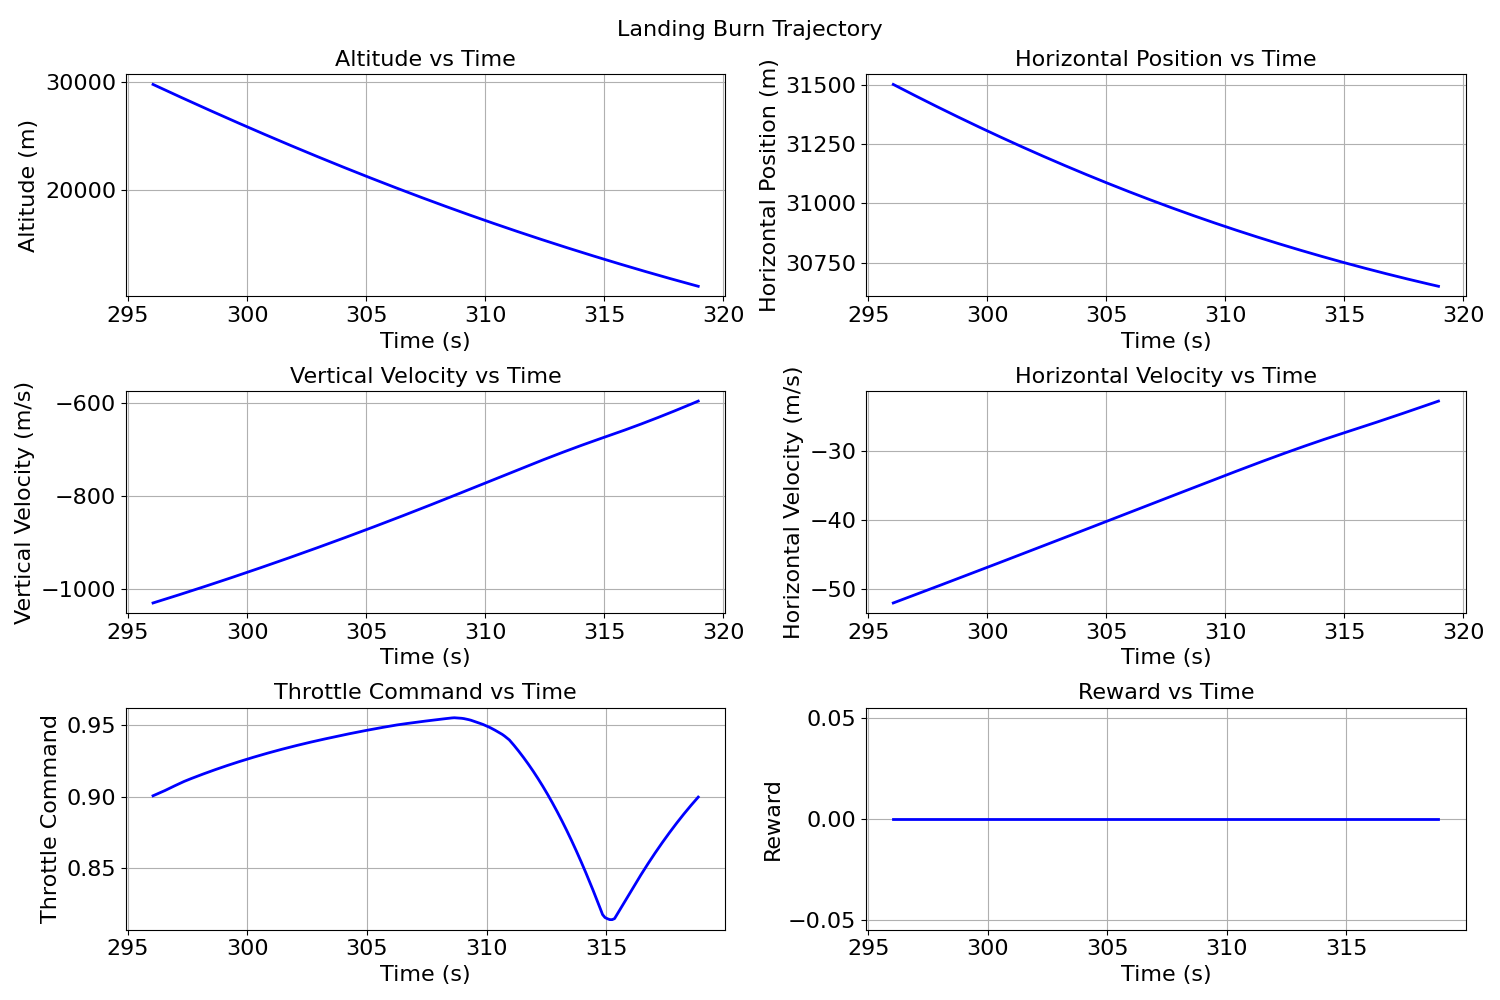 Landing Burn Trajectory
Altitude vs Time
Altitude (m)
30000
20000
295 300 305 310 315 320
Time (s)
Horizontal Position vs Time
Horizontal Position (m)
31500
31250
31000
30750
295 300 305 310 315 320
Time (s)
Vertical Velocity vs Time
Vertical Velocity (m/s)
−600
−800
−1000
295 300 305 310 315 320
Time (s)
Horizontal Velocity vs Time
Horizontal Velocity (m/s)
−30
−40
−50
295 300 305 310 315 320
Time (s)
Throttle Command vs Time
Throttle Command
0.95
0.90
0.85
295 300 305 310 315
Time (s)
Reward vs Time
Reward
0.05
0.00
−0.05
295 300 305 310 315
Time (s)